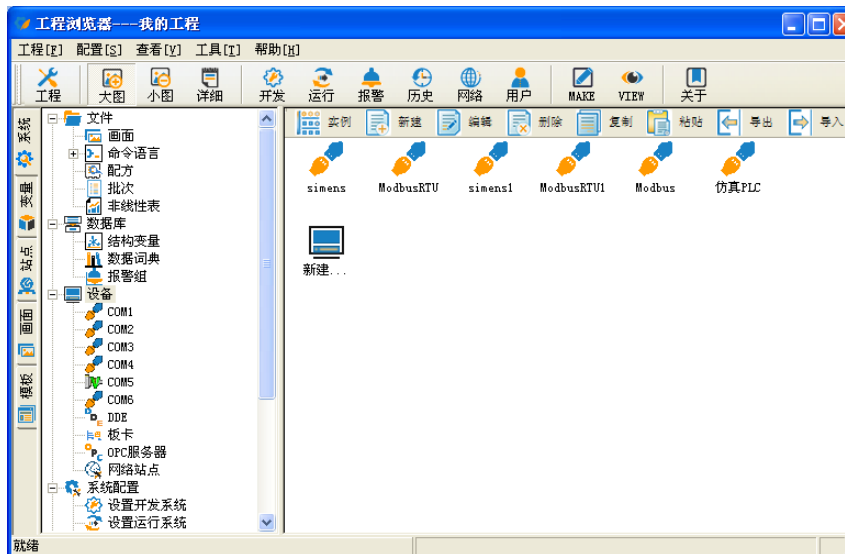 工程浏览器---我的工程
工程[F] 配置[S] 查看[V] 工具[T] 帮助[H]
工程 大图 小图 详细 开发 运行 报警 历史 网络 用户 MAKE VIEW 关于
实例 新建 编辑 删除 复制 粘贴 导出 导入
系统
变量
站点
画面
模板
文件
画面
命令语言
配方
批次
非线性表
数据库
结构变量
数据词典
报警组
设备
COM1
COM2
COM3
COM4
COM5
COM6
DDE
板卡
OPC服务器
网络站点
系统配置
设置开发系统
设置运行系统
simens ModbusRTU simens1 ModbusRTU1 Modbus 仿真PLC
新建...
就绪